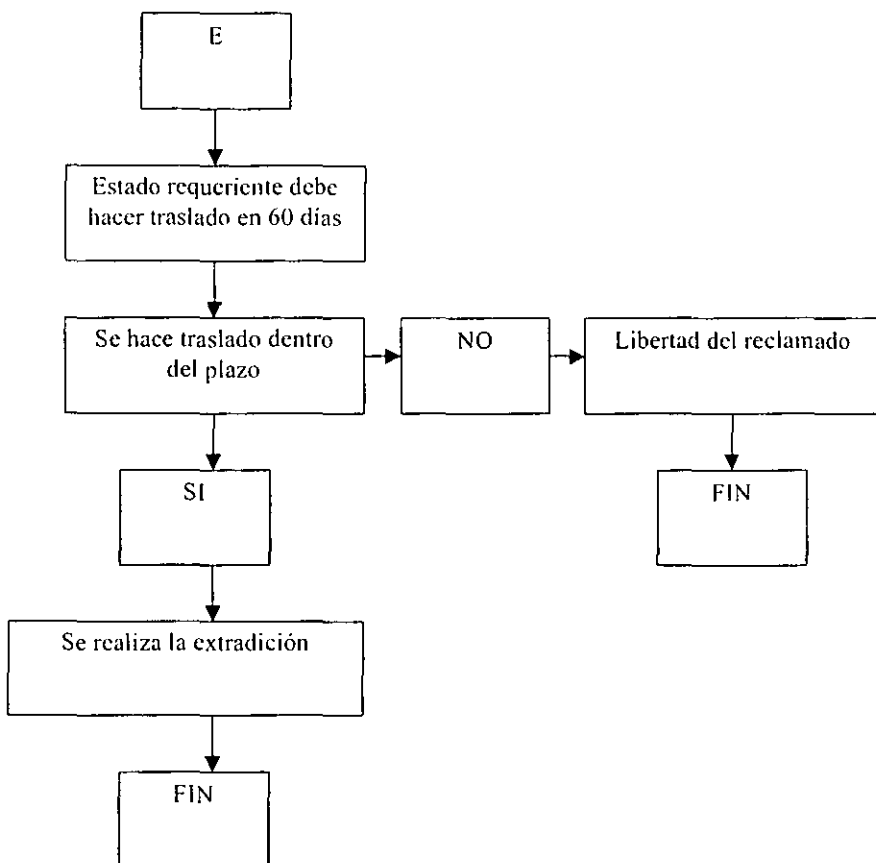 E
Estado requeriente debe
hacer traslado en 60 días
Se hace traslado dentro
del plazo
NO
Libertad del reclamado
SI
FIN
Se realiza la extradición
FIN